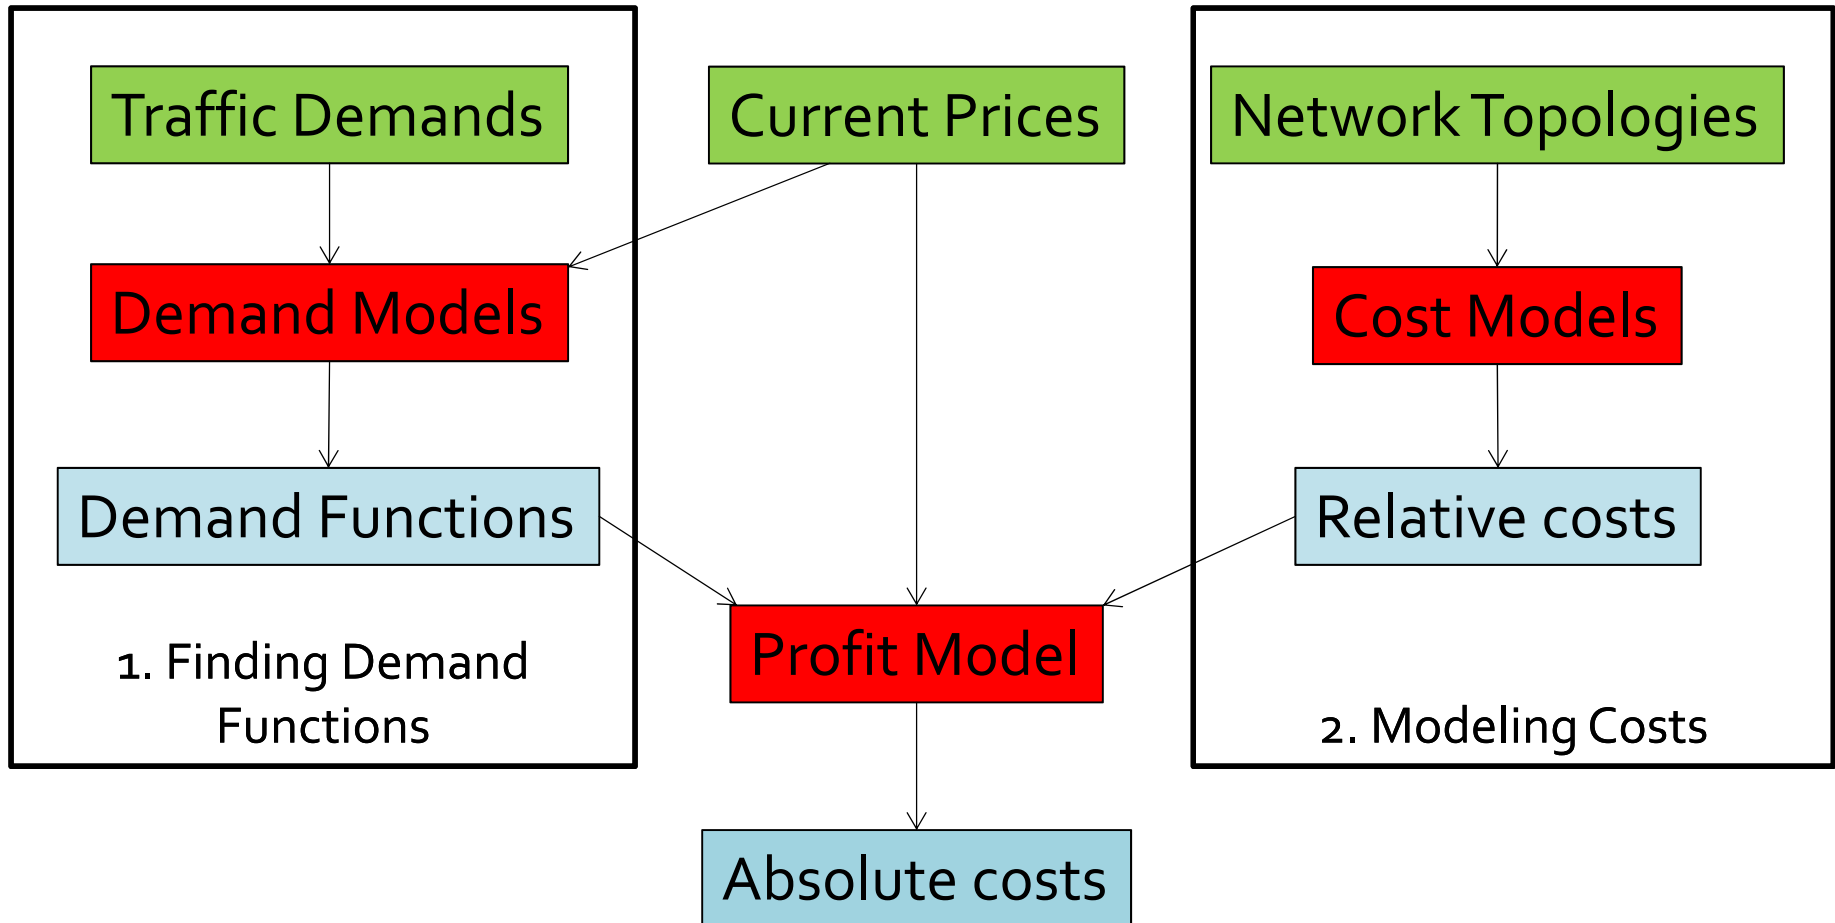 Traffic Demands
Current Prices
Network Topologies
Demand Models
Cost Models
Demand Functions
Relative costs
1. Finding Demand
Functions
Profit Model
2. Modeling Costs
Absolute costs